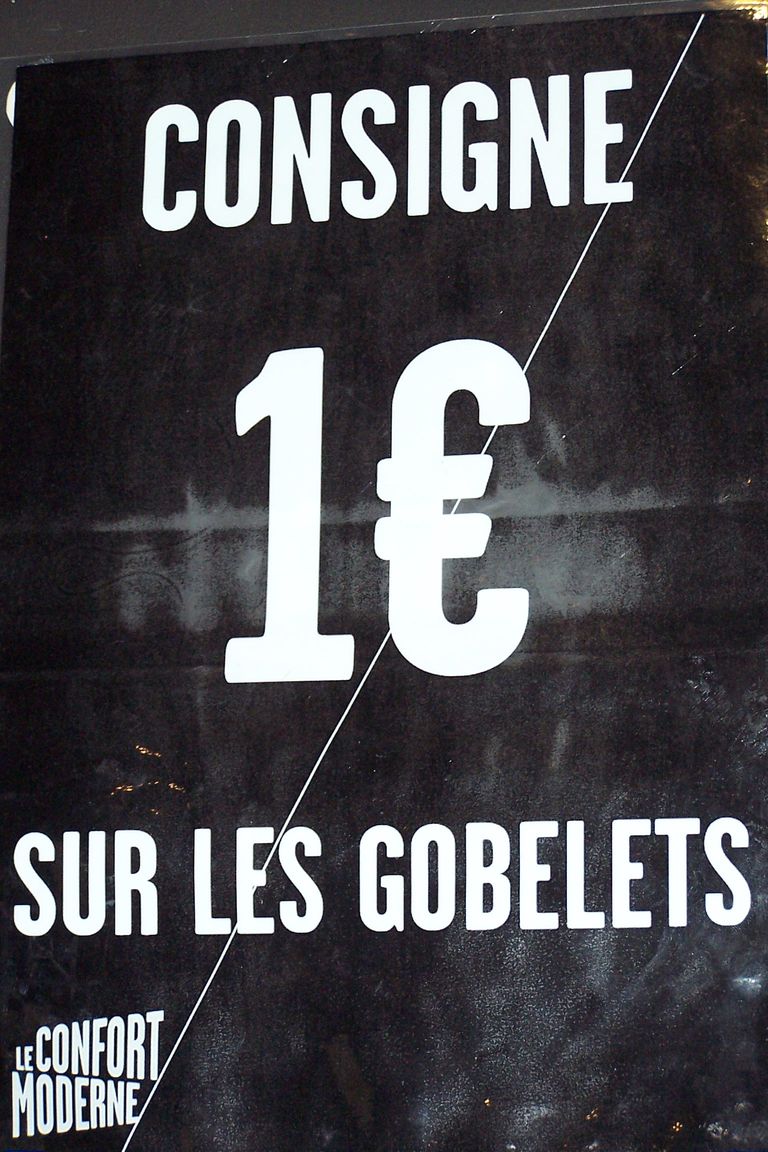 CONSIGNE
1€
SUR LES GOBELETS
LE CONFORT
MODERNE